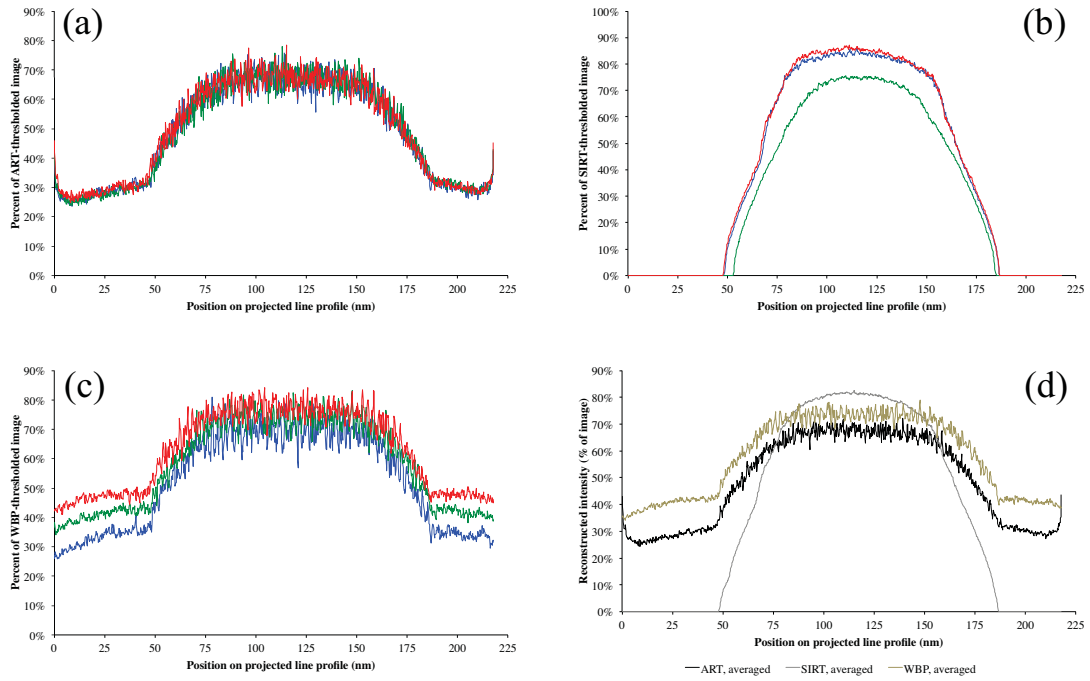 (a)
90%
80%
70%
60%
50%
40%
30%
20%
10%
0%
Percent of ART-thresholded image
0 25 50 75 100 125 150 175 200 225
Position on projected line profile (nm)
(b)
100%
90%
80%
70%
60%
50%
40%
30%
20%
10%
0%
Percent of SIRT-thresholded image
0 25 50 75 100 125 150 175 200 225
Position on projected line profile (nm)
(c)
90%
80%
70%
60%
50%
40%
30%
20%
10%
0%
Percent of WBP-thresholded image
0 25 50 75 100 125 150 175 200 225
Position on projected line profile (nm)
(d)
90%
80%
70%
60%
50%
40%
30%
20%
10%
0%
Reconstructed intensity (% of image)
0 25 50 75 100 125 150 175 200 225
Position on projected line profile (nm)
ART, averaged SIRT, averaged WBP, averaged